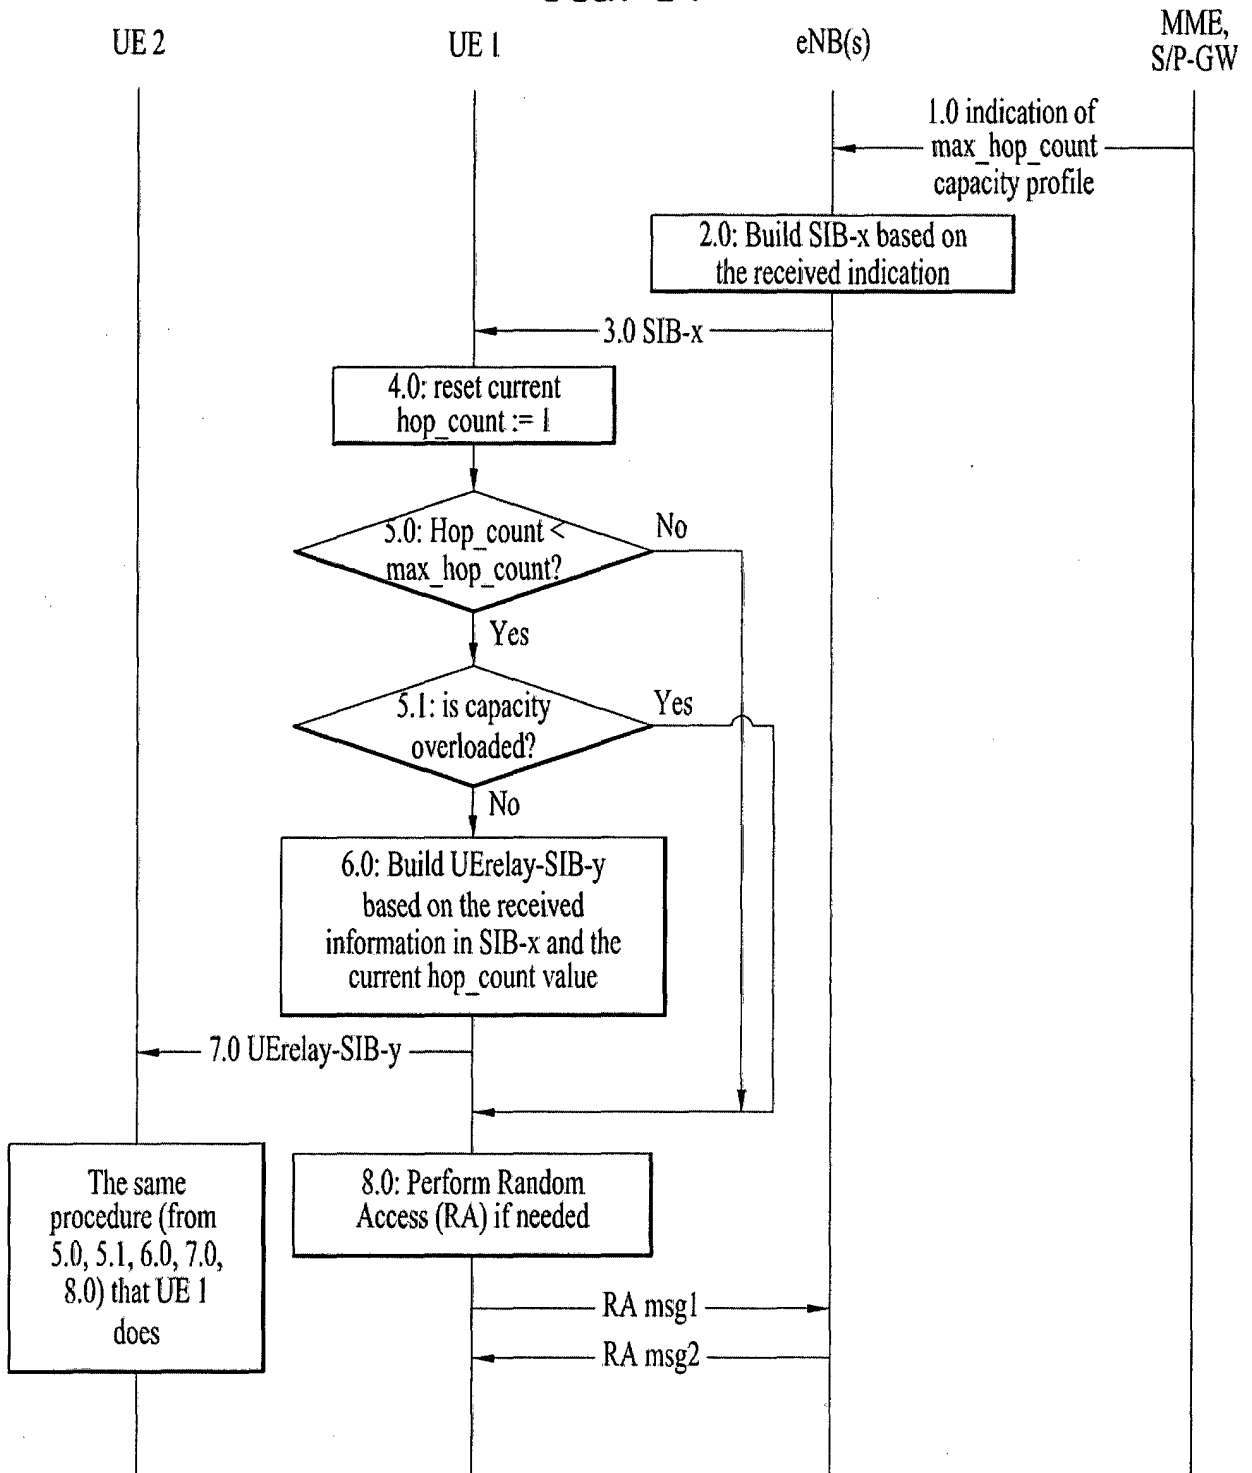 UE 2
UE 1
eNB(s)
MME,
S/P-GW
1.0 indication of
max_hop_count
capacity profile
2.0: Build SIB-x based on
the received indication
3.0 SIB-x
4.0: reset current
hop_count := 1
5.0: Hop_count <
max_hop_count?
No
Yes
5.1: is capacity
overloaded?
Yes
No
6.0: Build UErelay-SIB-y
based on the received
information in SIB-x and the
current hop_count value
7.0 UErelay-SIB-y
The same
procedure (from
5.0, 5.1, 6.0, 7.0,
8.0) that UE 1
does
8.0: Perform Random
Access (RA) if needed
RA msg1
RA msg2